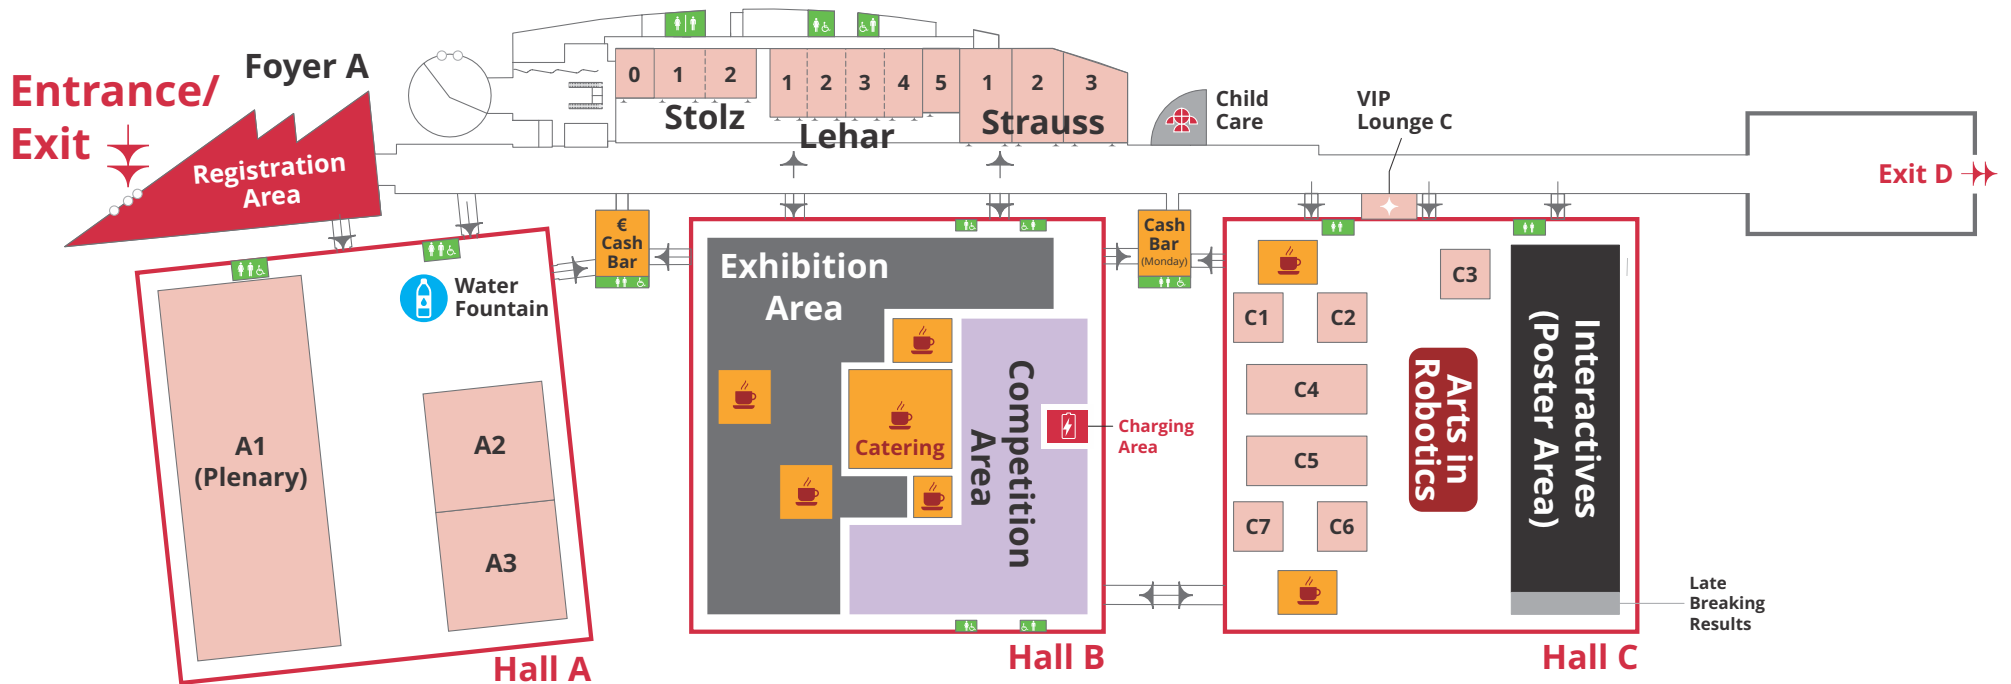 Entrance/
Exit
Foyer A
Registration
Area
0
1
2
Stolz
1
2
3
4
5
Lehar
1
2
3
Strauss
Child
Care
VIP
Lounge C
Exit D
€
Cash
Bar
Cash
Bar
(Monday)
Water
Fountain
A1
(Plenary)
A2
A3
Hall A
Exhibition
Area
Catering
Competition
Area
Charging
Area
Hall B
C1
C2
C3
C4
C5
C7
C6
Arts in
Robotics
Interactives
(Poster Area)
Late
Breaking
Results
Hall C